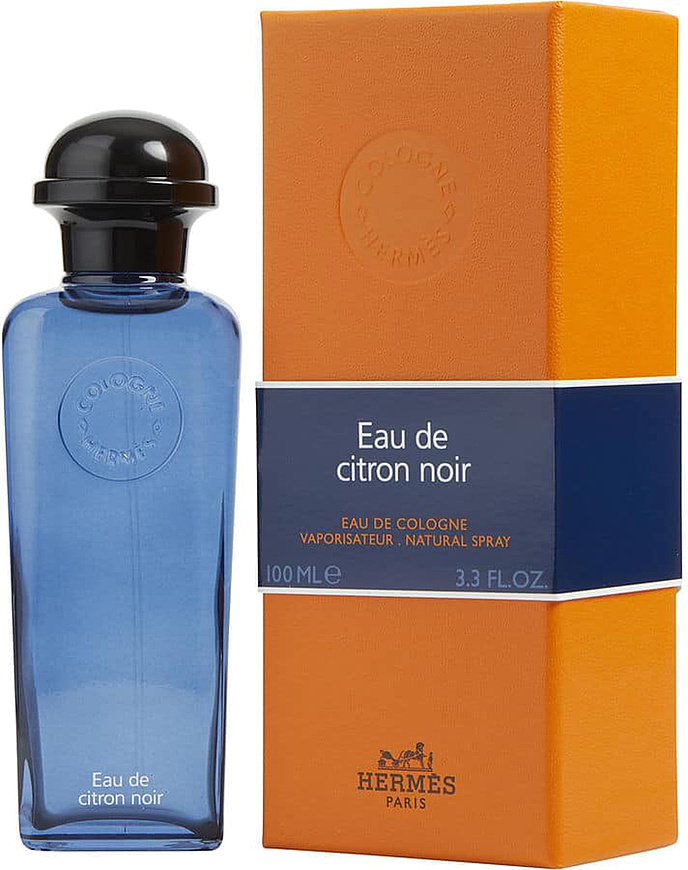 COLOGNE
HERMÈS
Eau de
citron noir
COLOGNE
HERMÈS
Eau de
citron noir
EAU DE COLOGNE
VAPORISATEUR . NATURAL SPRAY
100 ML e
3.3 FL.OZ.
HERMÈS
PARIS